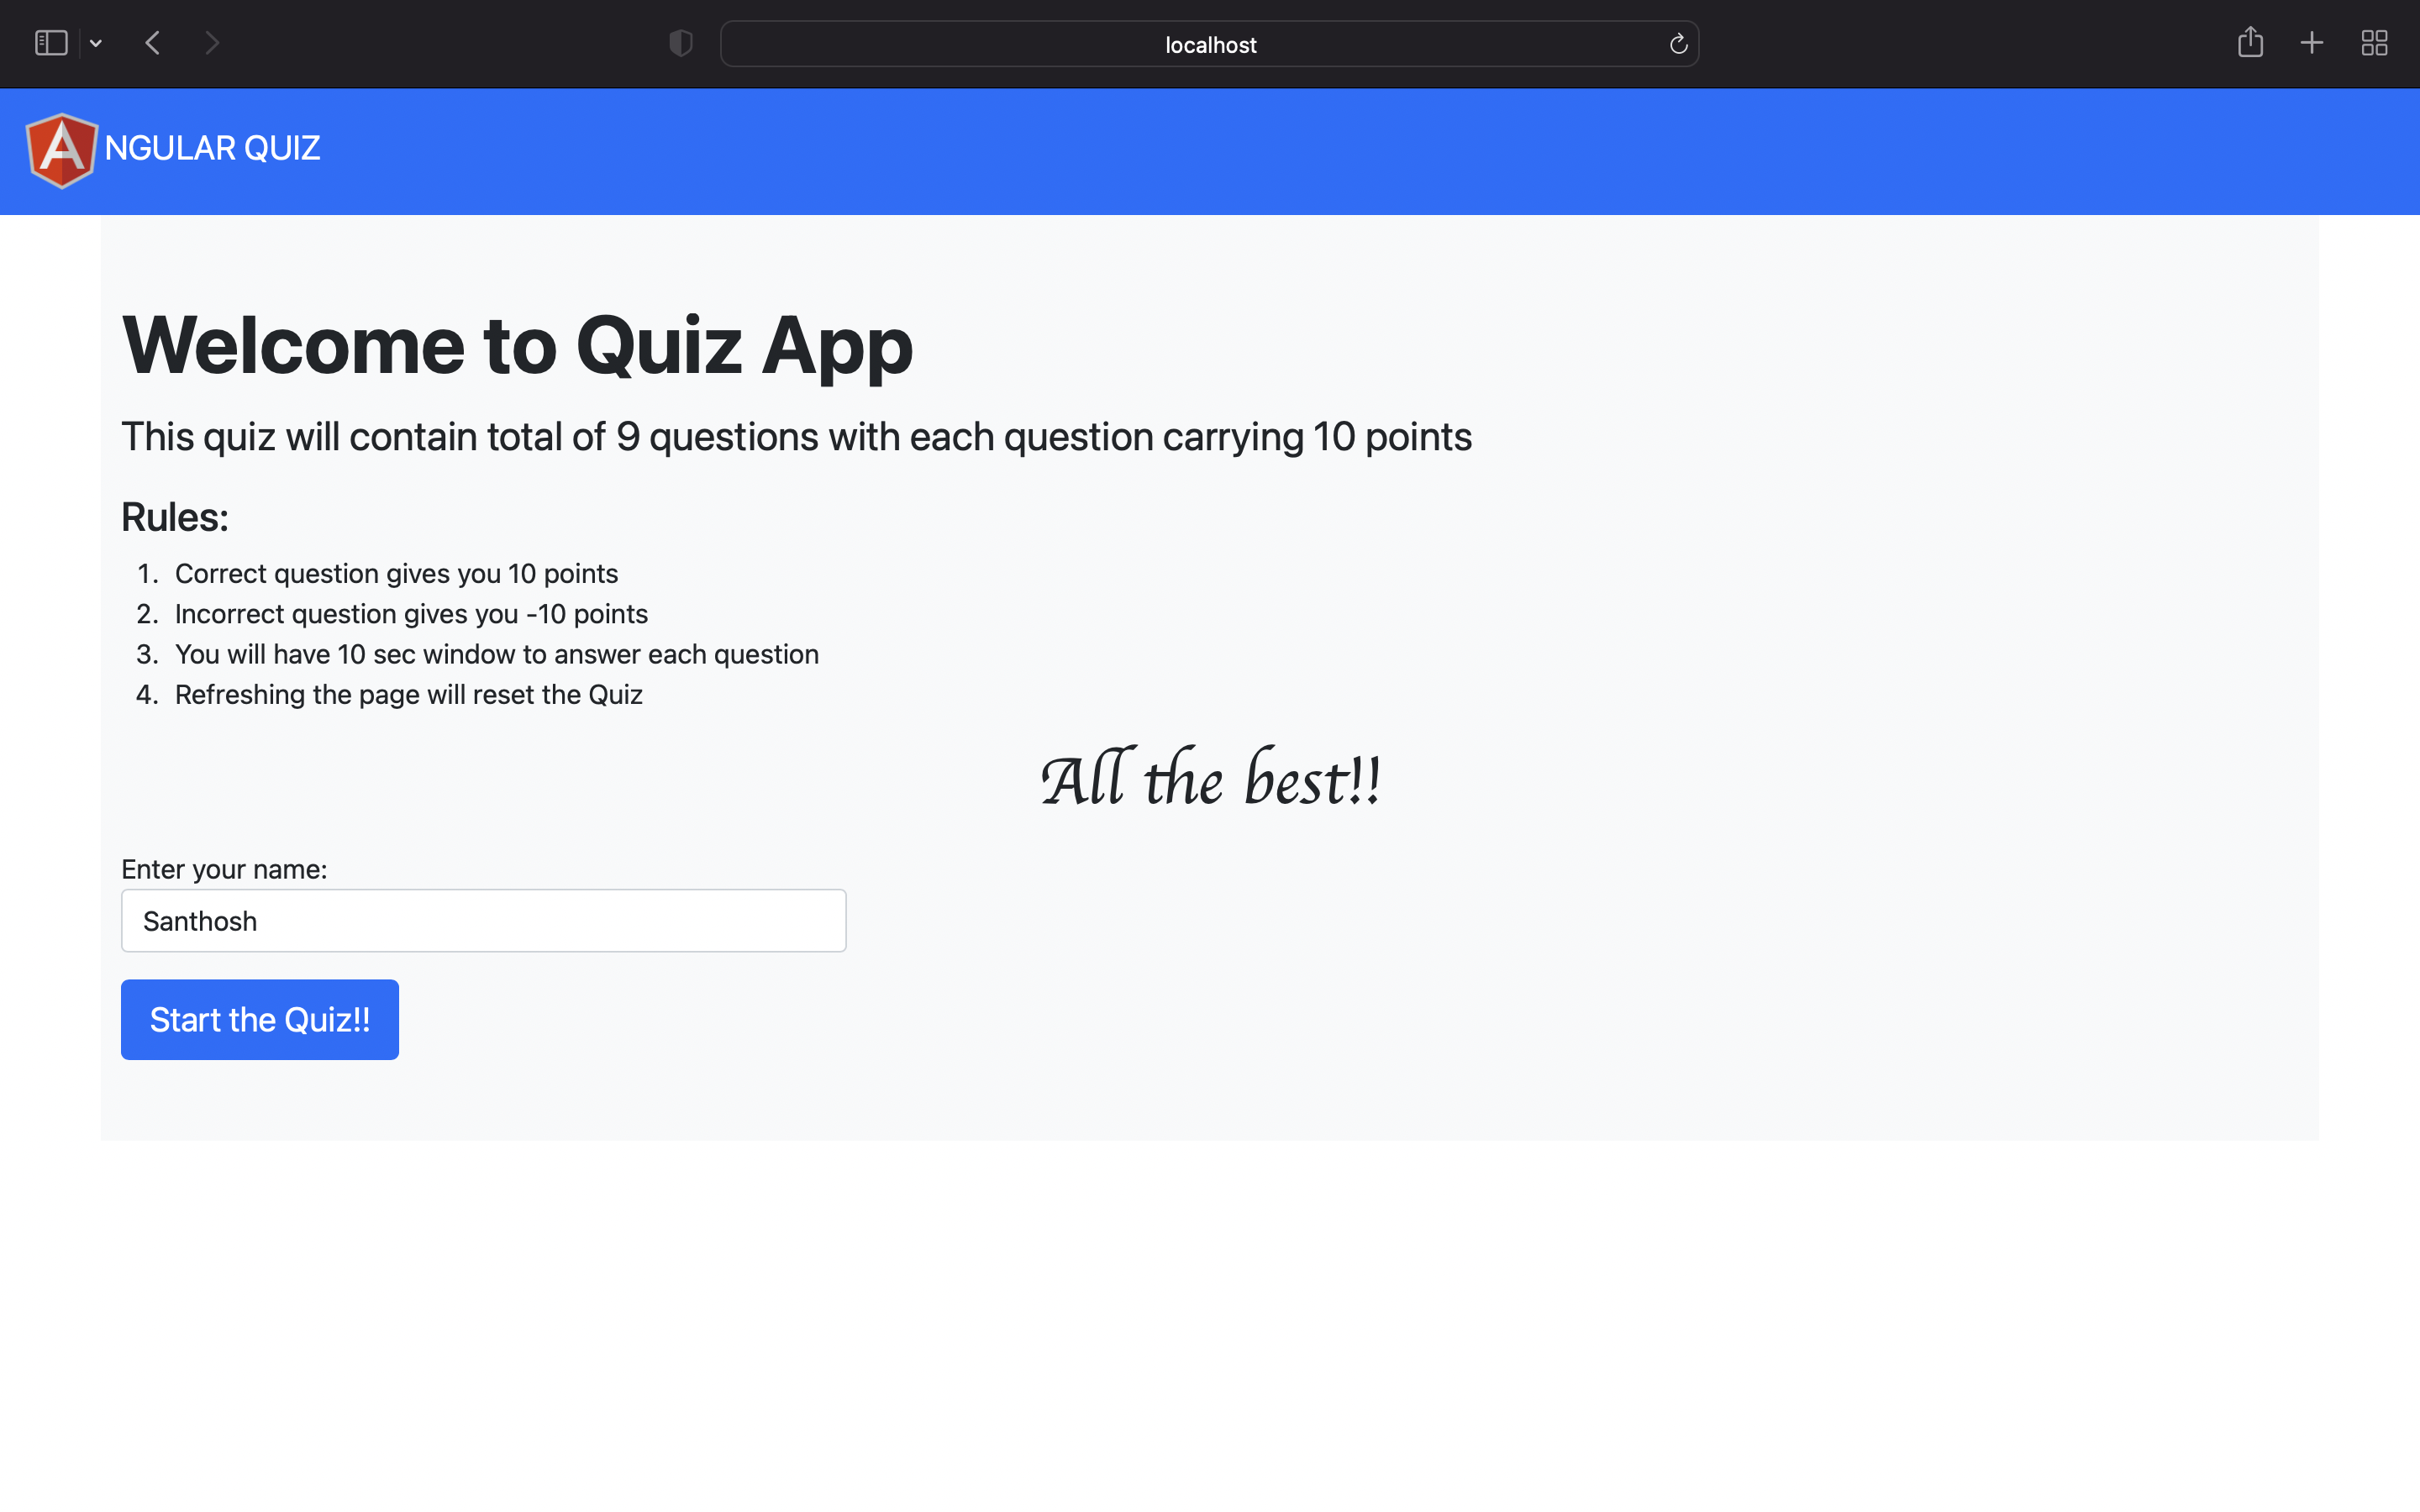 localhost
A NGULAR QUIZ
Welcome to Quiz App
This quiz will contain total of 9 questions with each question carrying 10 points
Rules:
1. Correct question gives you 10 points
2. Incorrect question gives you -10 points
3. You will have 10 sec window to answer each question
4. Refreshing the page will reset the Quiz
All the best!!
Enter your name:
Santhosh
Start the Quiz!!